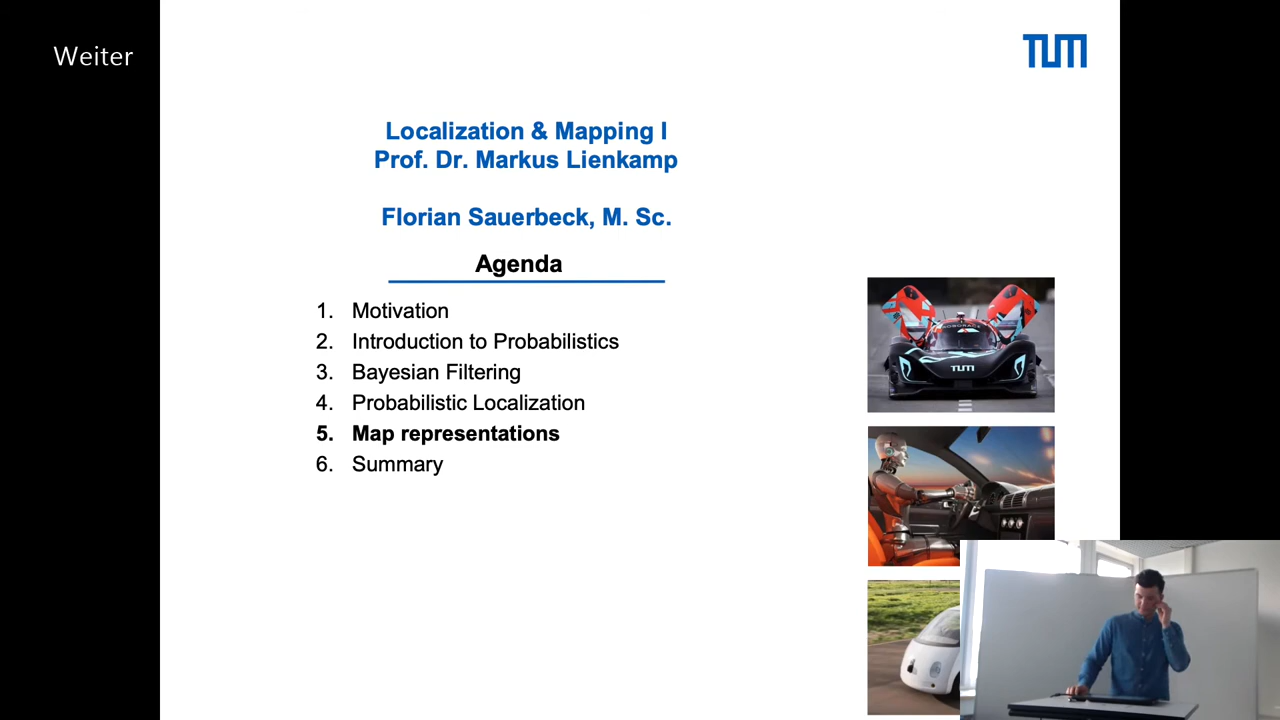 Weiter
TUM
Localization & Mapping I
Prof. Dr. Markus Lienkamp
Florian Sauerbeck, M. Sc.
Agenda
1. Motivation
2. Introduction to Probabilistics
3. Bayesian Filtering
4. Probabilistic Localization
5. Map representations
6. Summary
TUM